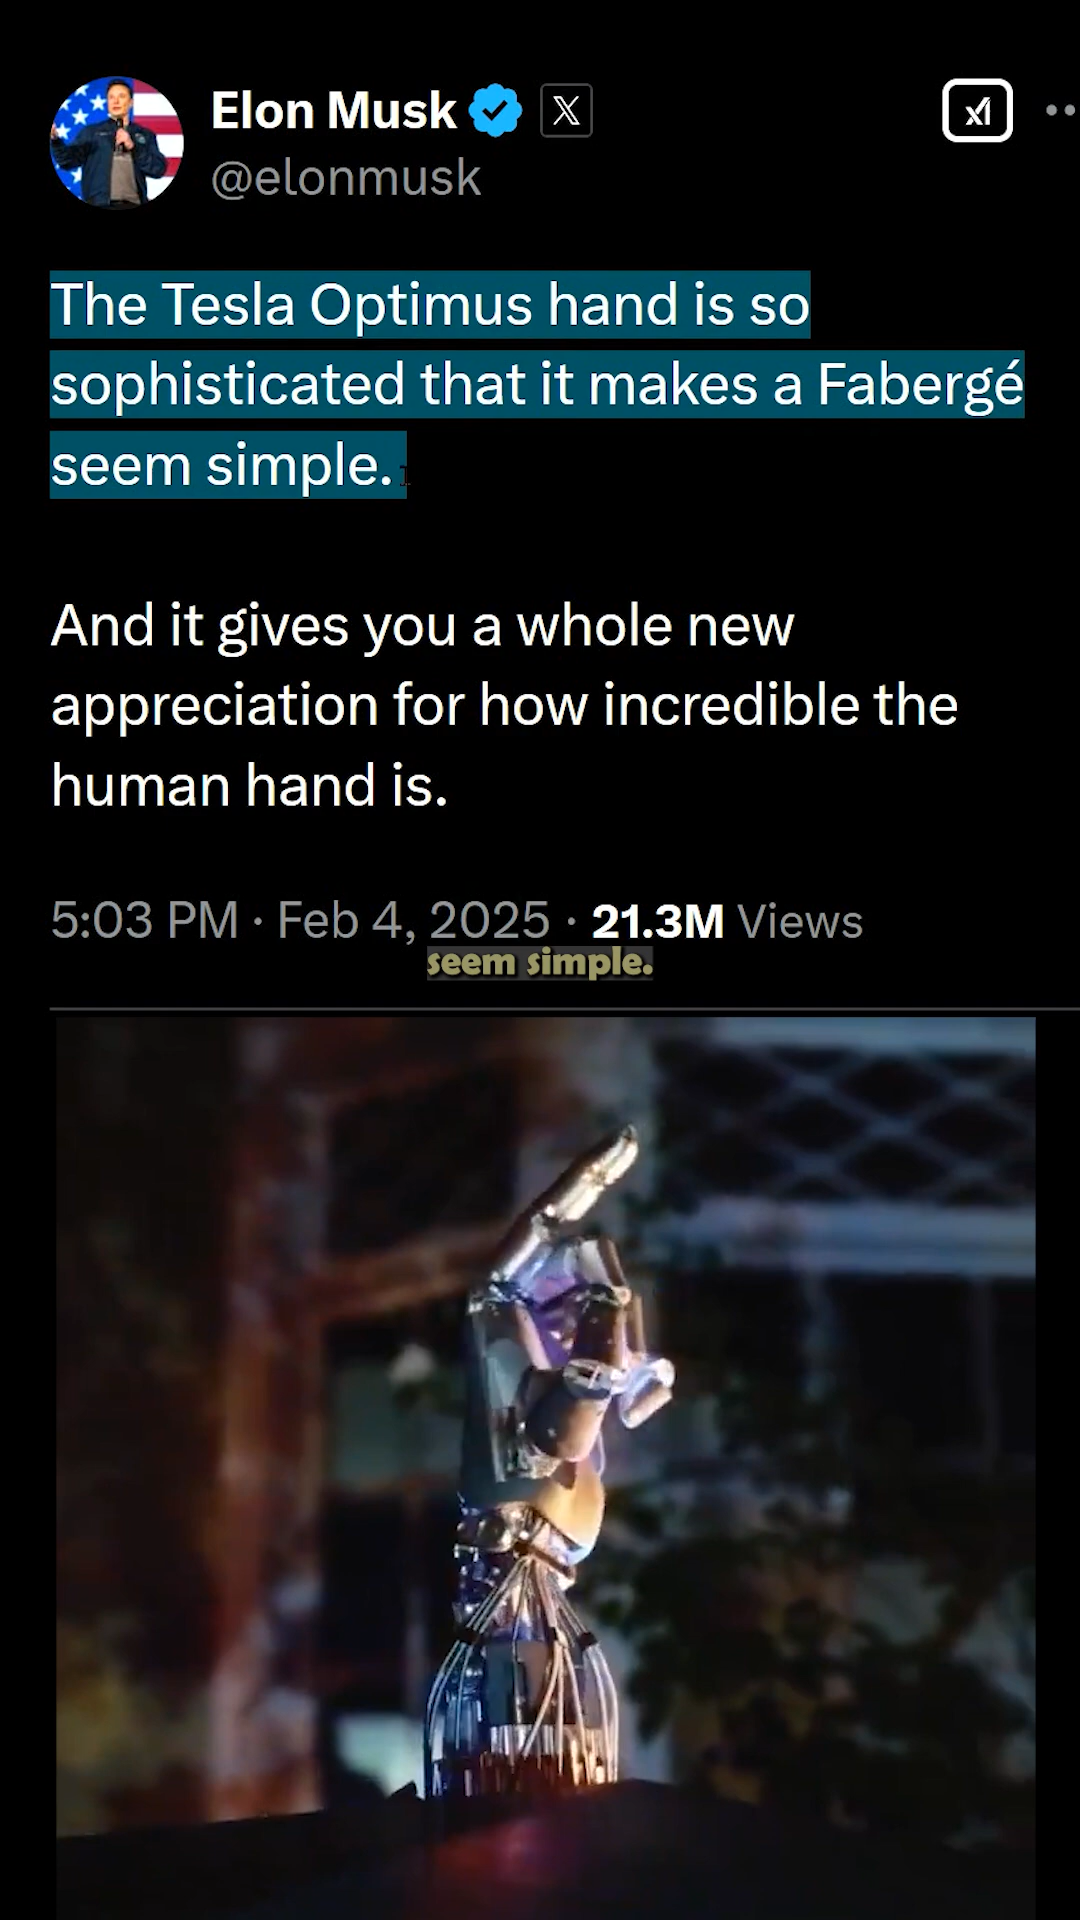 Elon Musk
@elonmusk
The Tesla Optimus hand is so
sophisticated that it makes a Fabergé
seem simple.
And it gives you a whole new
appreciation for how incredible the
human hand is.
5:03 PM · Feb 4, 2025 · 21.3M Views
seem simple.